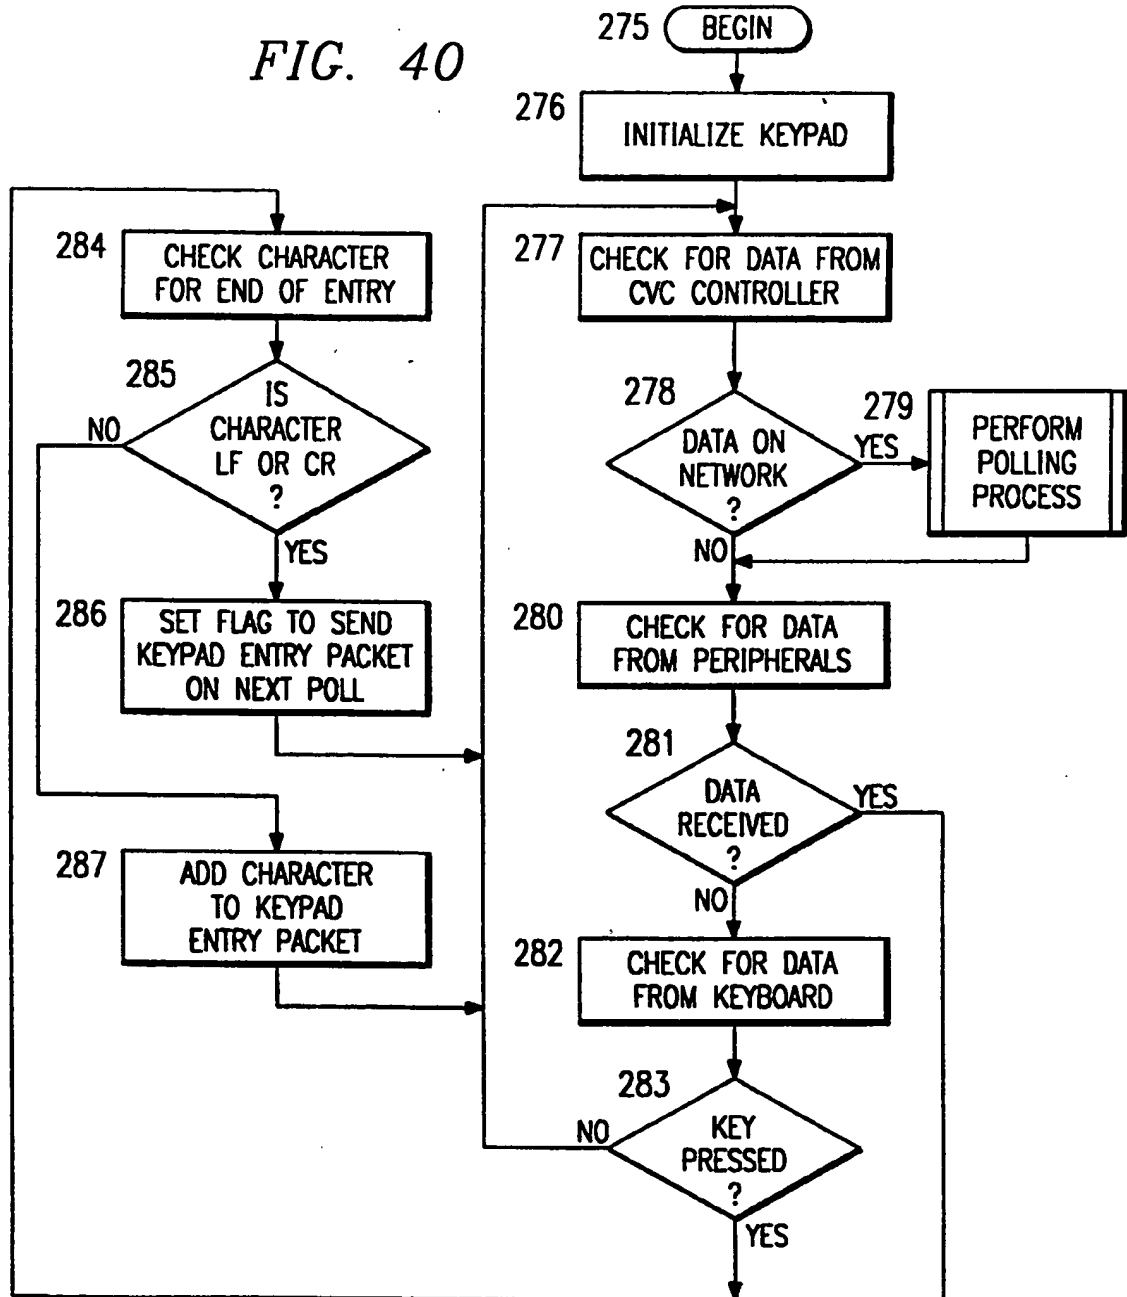 FIG. 40
275
BEGIN
276
INITIALIZE KEYPAD
277
CHECK FOR DATA FROM
CVC CONTROLLER
278
DATA ON
NETWORK
?
YES
NO
279
PERFORM
POLLING
PROCESS
280
CHECK FOR DATA
FROM PERIPHERALS
281
DATA
RECEIVED
?
YES
NO
282
CHECK FOR DATA
FROM KEYBOARD
283
KEY
PRESSED
?
NO
YES
284
CHECK CHARACTER
FOR END OF ENTRY
285
IS
CHARACTER
LF OR CR
?
NO
YES
286
SET FLAG TO SEND
KEYPAD ENTRY PACKET
ON NEXT POLL
287
ADD CHARACTER
TO KEYPAD
ENTRY PACKET